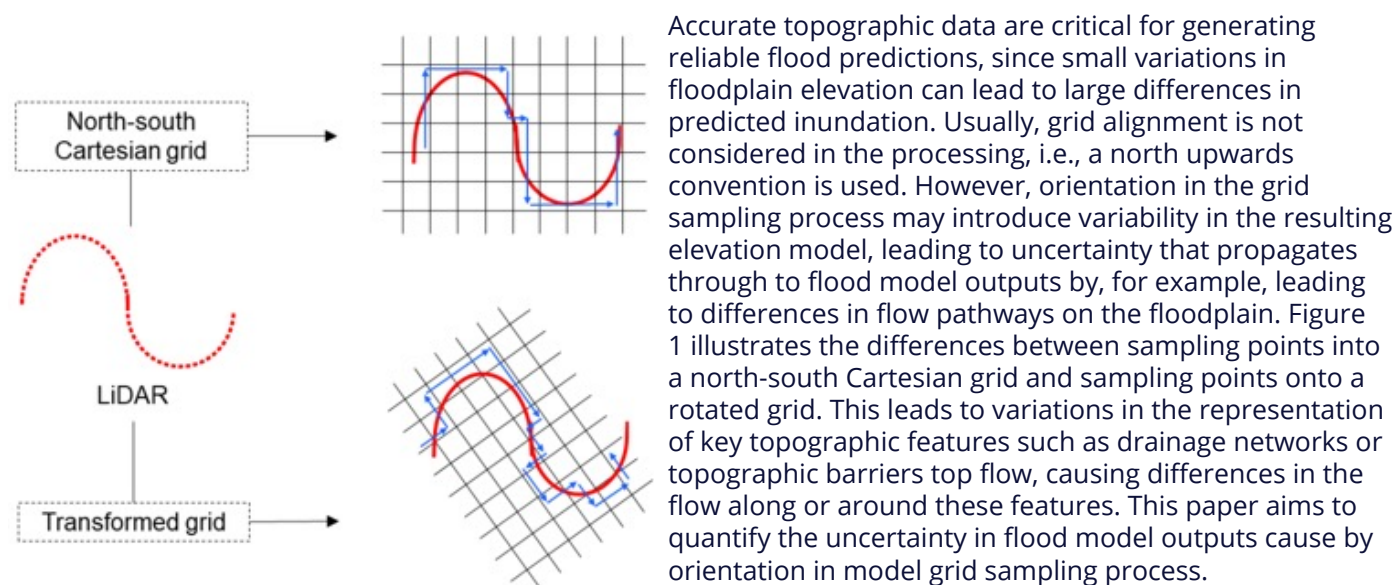 North-south
Cartesian grid
LiDAR
Transformed grid
Accurate topographic data are critical for generating
reliable flood predictions, since small variations in
floodplain elevation can lead to large differences in
predicted inundation. Usually, grid alignment is not
considered in the processing, i.e., a north upwards
convention is used. However, orientation in the grid
sampling process may introduce variability in the resulting
elevation model, leading to uncertainty that propagates
through to flood model outputs by, for example, leading
to differences in flow pathways on the floodplain. Figure
1 illustrates the differences between sampling points into
a north-south Cartesian grid and sampling points onto a
rotated grid. This leads to variations in the representation
of key topographic features such as drainage networks or
topographic barriers top flow, causing differences in the
flow along or around these features. This paper aims to
quantify the uncertainty in flood model outputs cause by
orientation in model grid sampling process.